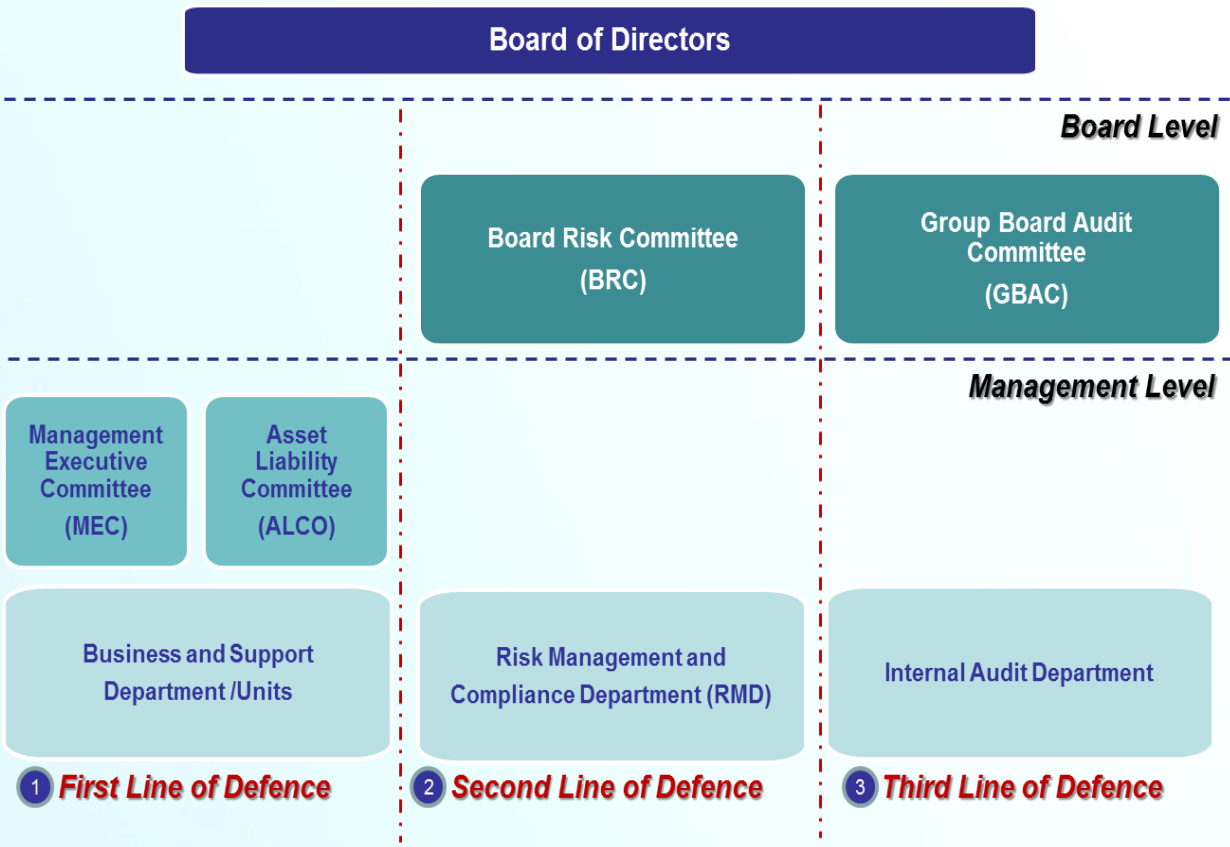 Board of Directors
Board Level
Board Risk Committee
(BRC)
Group Board Audit
Committee
(GBAC)
Management Level
Management
Executive
Committee
(MEC)
Asset
Liability
Committee
(ALCO)
Business and Support
Department /Units
Risk Management and
Compliance Department (RMD)
Internal Audit Department
1 First Line of Defence
2 Second Line of Defence
3 Third Line of Defence